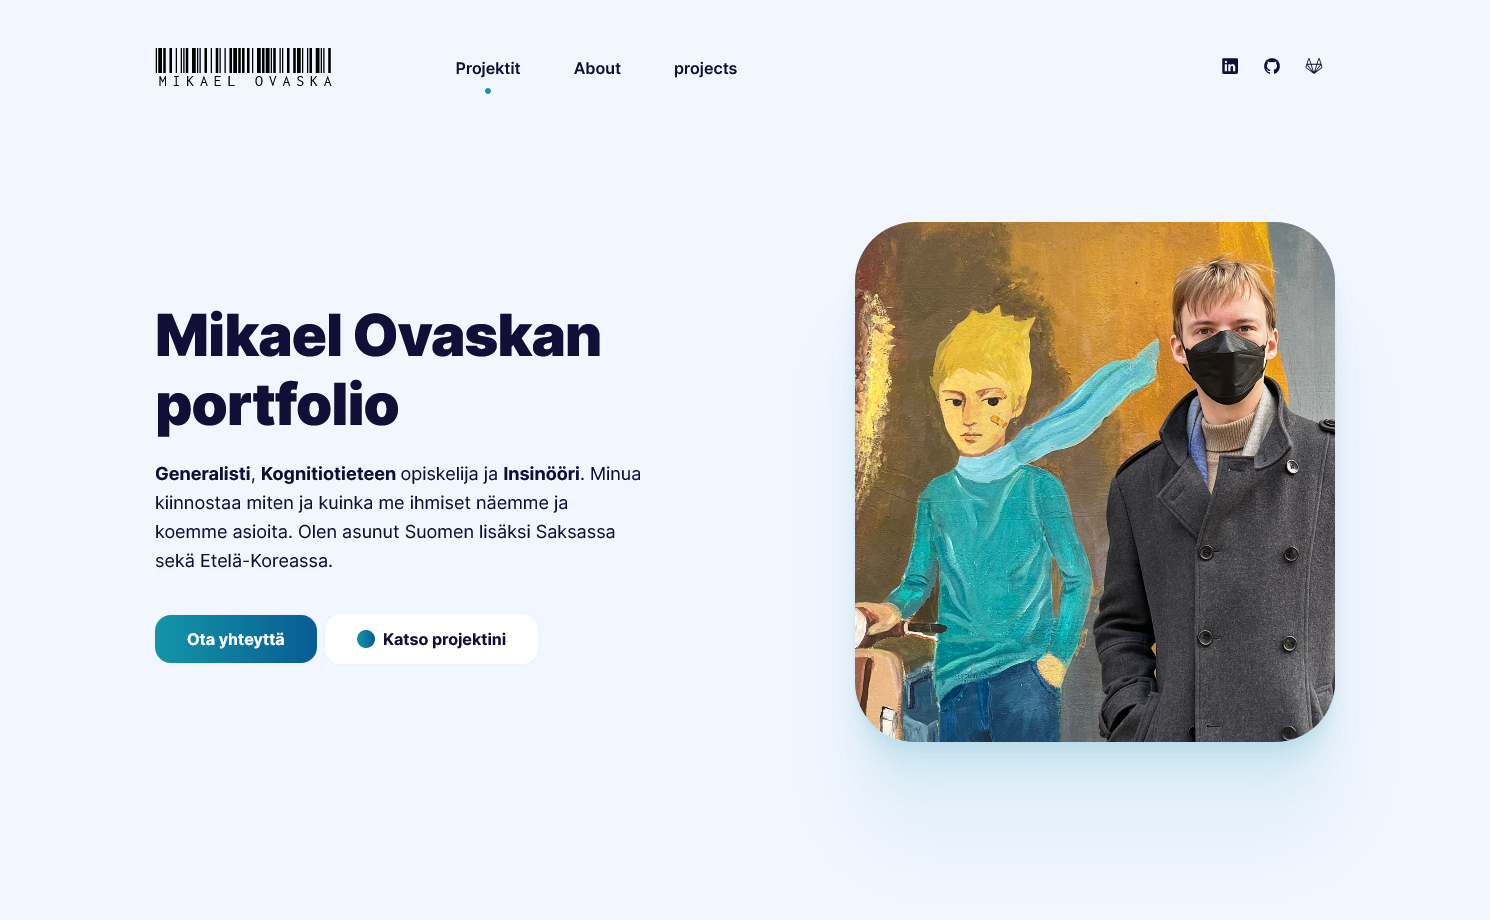 MIKAEL OVASKA
Projektit
About
projects
in
Mikael Ovaskan
portfolio
Generalisti, Kognitiotieteen opiskelija ja Insinööri. Minua
kiinnostaa miten ja kuinka me ihmiset näemme ja
koemme asioita. Olen asunut Suomen lisäksi Saksassa
sekä Etelä-Koreassa.
Ota yhteyttä
Katso projektini